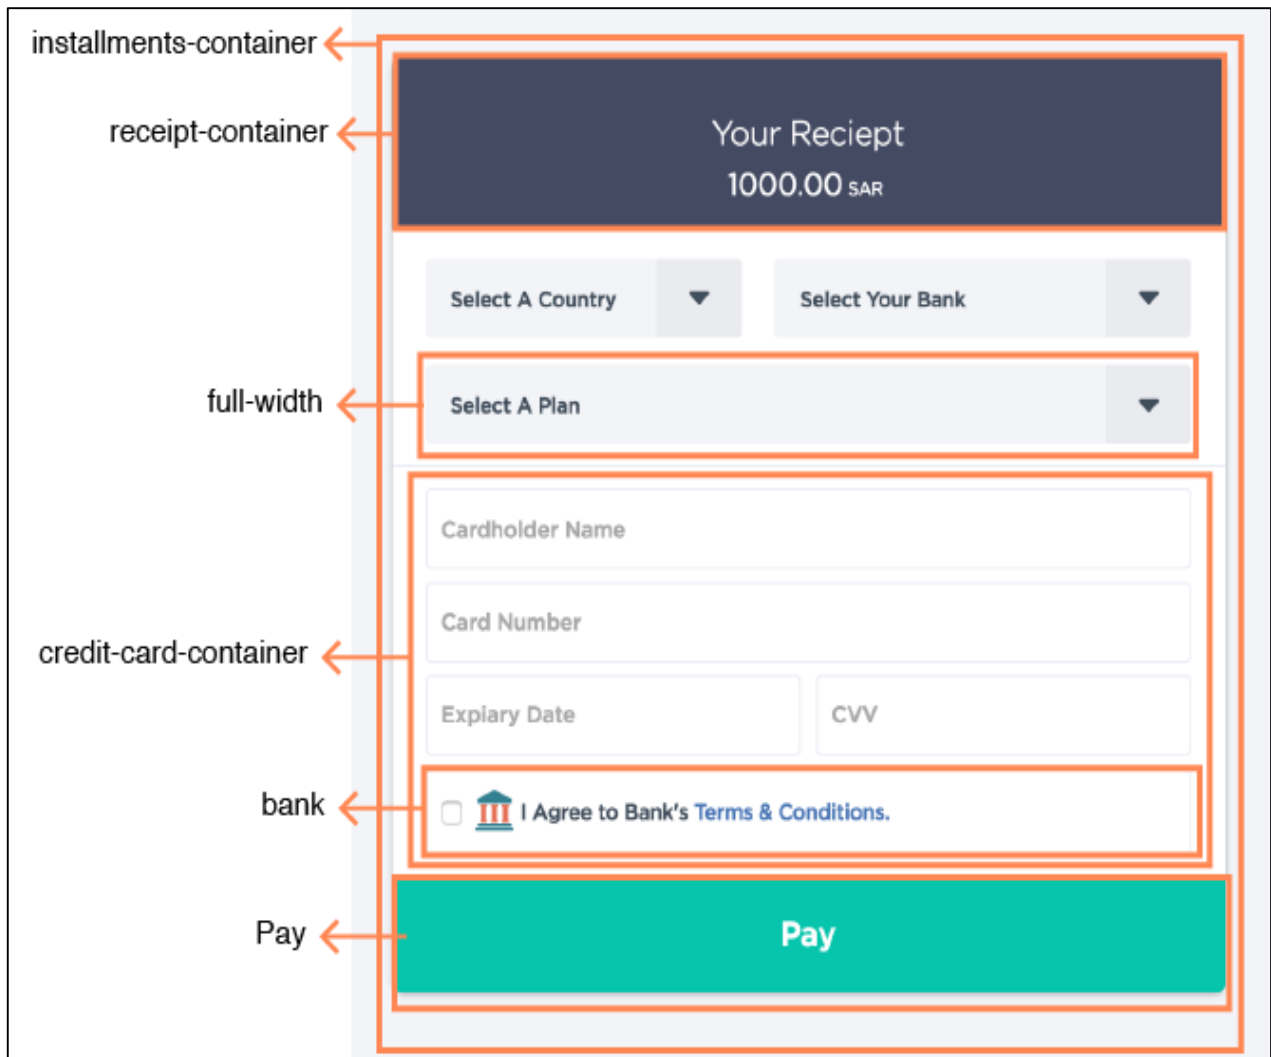 installments-container
receipt-container
Your Reciept
1000.00 SAR
Select A Country
Select Your Bank
full-width
Select A Plan
Cardholder Name
Card Number
credit-card-container
Expiary Date
CVV
bank
I Agree to Bank's Terms & Conditions.
Pay
Pay